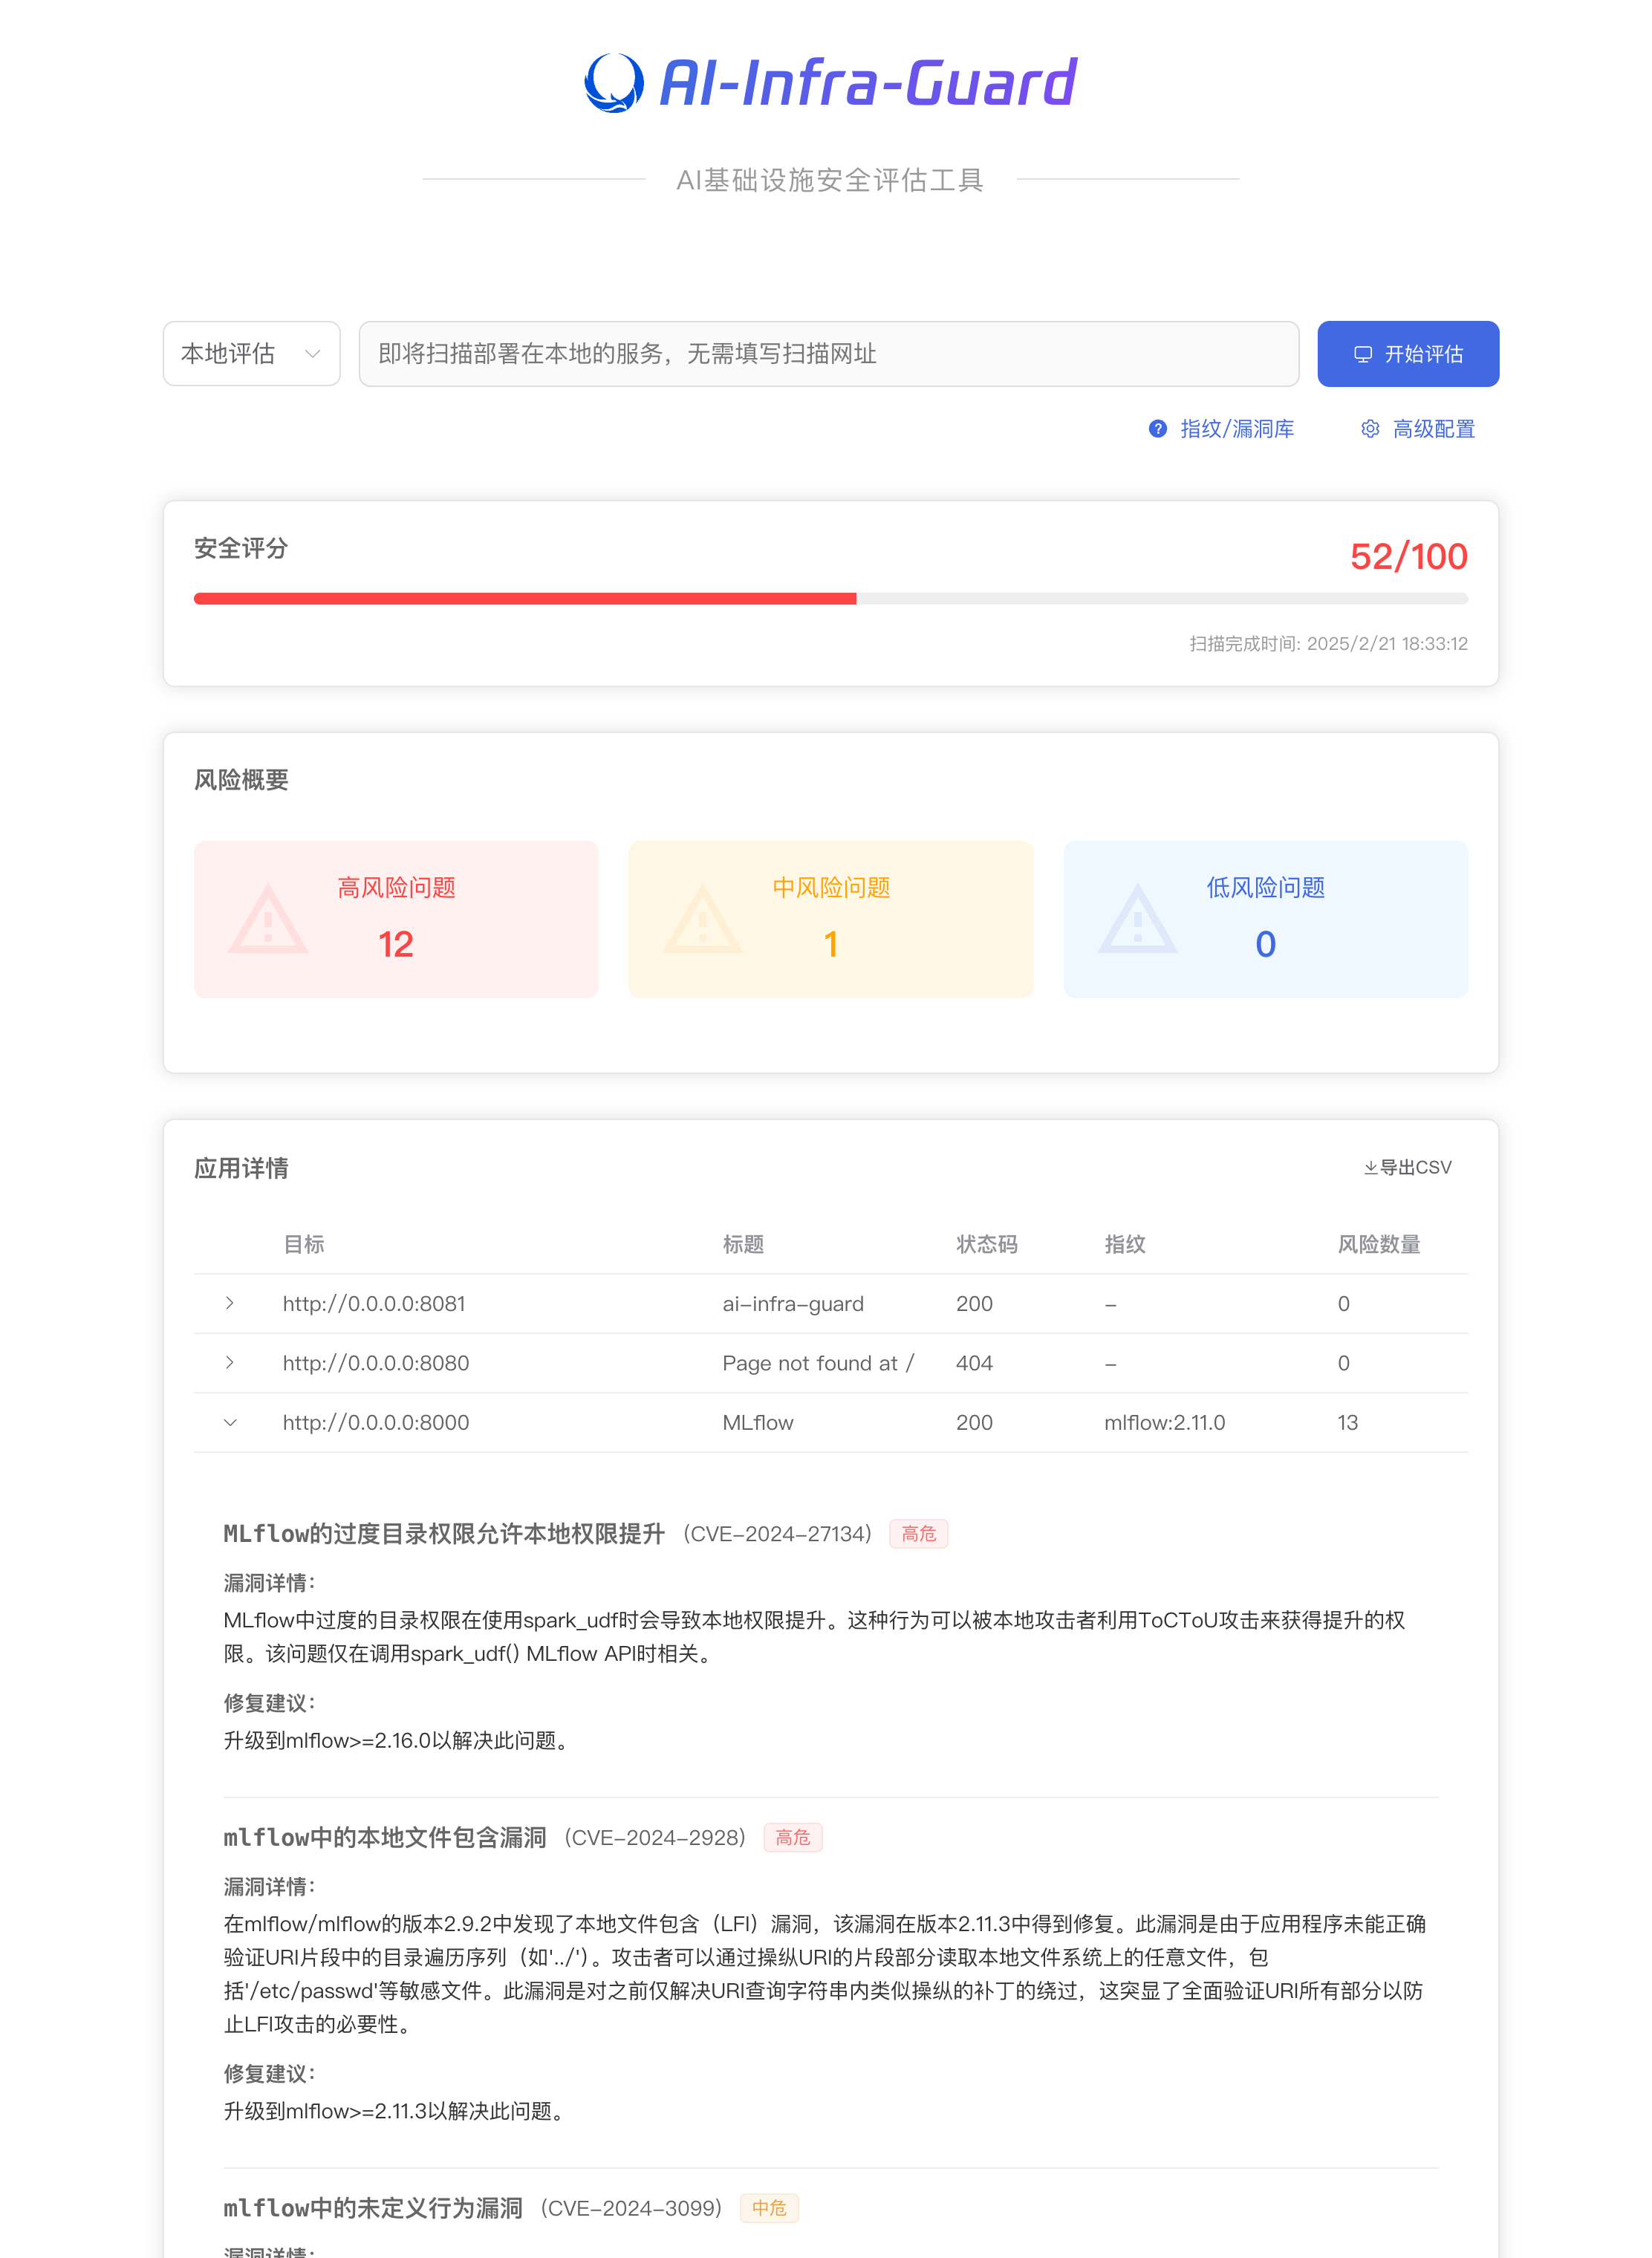 AI-Infra-Guard
AI基础设施安全评估工具
本地评估
即将扫描部署在本地的服务，无需填写扫描网址
开始评估
指纹/漏洞库
高级配置
安全评分
52/100
扫描完成时间: 2025/2/21 18:33:12
风险概要
高风险问题
12
中风险问题
1
低风险问题
0
应用详情
导出CSV
目标 标题 状态码 指纹 风险数量
http://0.0.0.0:8081 ai-infra-guard 200 - 0
http://0.0.0.0:8080 Page not found at / 404 - 0
http://0.0.0.0:8000 MLflow 200 mlflow:2.11.0 13
MLflow的过度目录权限允许本地权限提升 (CVE-2024-27134) 高危
漏洞详情：
MLflow中过度的目录权限在使用spark_udf时会导致本地权限提升。这种行为可以被本地攻击者利用ToCToU攻击来获得提升的权
限。该问题仅在调用spark_udf() MLflow API时相关。
修复建议：
升级到mlflow>=2.16.0以解决此问题。
mlflow中的本地文件包含漏洞 (CVE-2024-2928) 高危
漏洞详情：
在mlflow/mlflow的版本2.9.2中发现了本地文件包含（LFI）漏洞，该漏洞在版本2.11.3中得到修复。此漏洞是由于应用程序未能正确
验证URI片段中的目录遍历序列（如'../'）。攻击者可以通过操纵URI的片段部分读取本地文件系统上的任意文件，包
括'/etc/passwd'等敏感文件。此漏洞是对之前仅解决URI查询字符串内类似操纵的补丁的绕过，这突显了全面验证URI所有部分以防
止LFI攻击的必要性。
修复建议：
升级到mlflow>=2.11.3以解决此问题。
mlflow中的未定义行为漏洞 (CVE-2024-3099) 中危
漏洞详情：